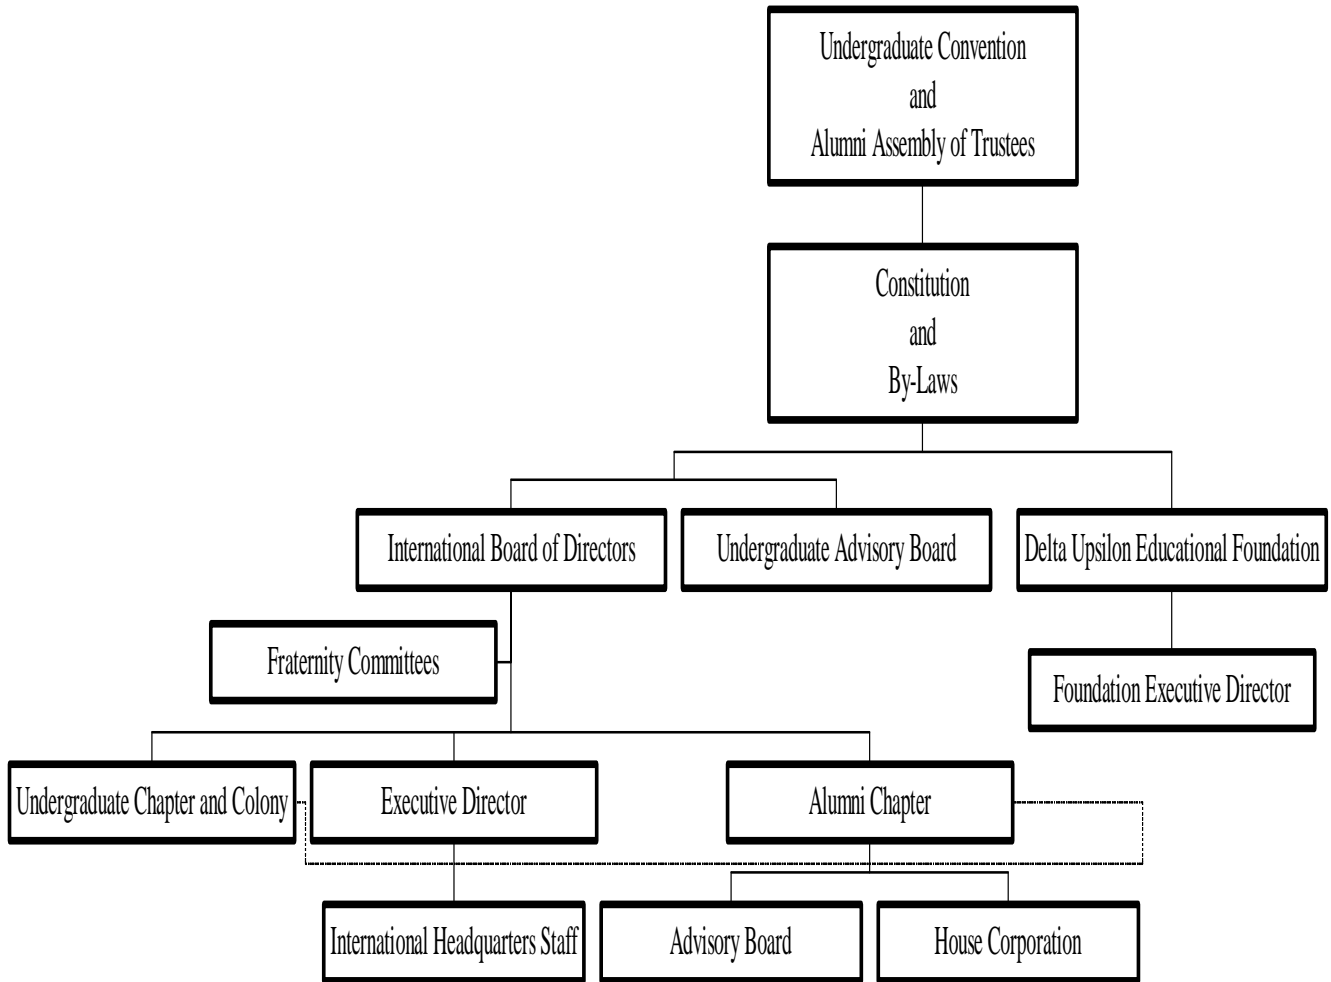 Undergraduate Convention
and
Alumni Assembly of Trustees
Constitution
and
By-Laws
International Board of Directors
Undergraduate Advisory Board
Delta Upsilon Educational Foundation
Fraternity Committees
Foundation Executive Director
Undergraduate Chapter and Colony
Executive Director
Alumni Chapter
International Headquarters Staff
Advisory Board
House Corporation